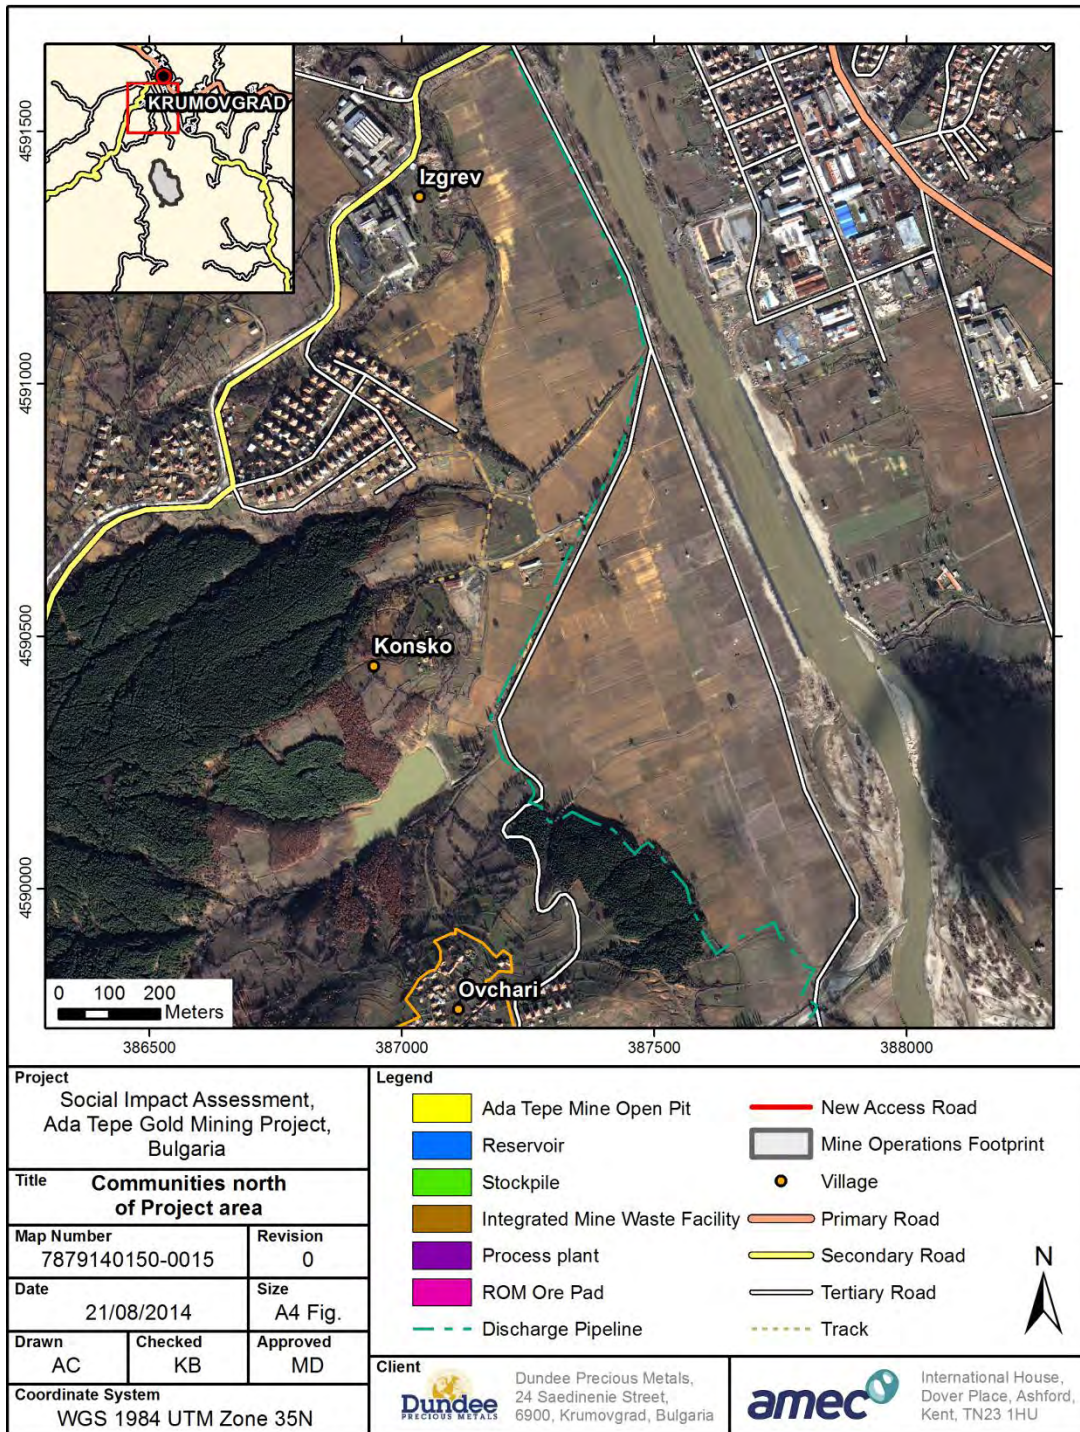 KRUMOVGRAD
Izgrev
Konsko
Ovchari
0 100 200
Meters
4591500
4591000
4590500
4590000
386500 387000 387500 388000
Project
Social Impact Assessment,
Ada Tepe Gold Mining Project,
Bulgaria
Title Communities north
of Project area
Map Number
7879140150-0015
Revision
0
Date
21/08/2014
Size
A4 Fig.
Drawn
AC
Checked
KB
Approved
MD
Coordinate System
WGS 1984 UTM Zone 35N
Legend
Ada Tepe Mine Open Pit
Reservoir
Stockpile
Integrated Mine Waste Facility
Process plant
ROM Ore Pad
Discharge Pipeline
New Access Road
Mine Operations Footprint
Village
Primary Road
Secondary Road
Tertiary Road
Track
N
Client
Dundee
PRECIOUS METALS
Dundee Precious Metals,
24 Saedinenie Street,
6900, Krumovgrad, Bulgaria
amec
International House,
Dover Place, Ashford,
Kent, TN23 1HU